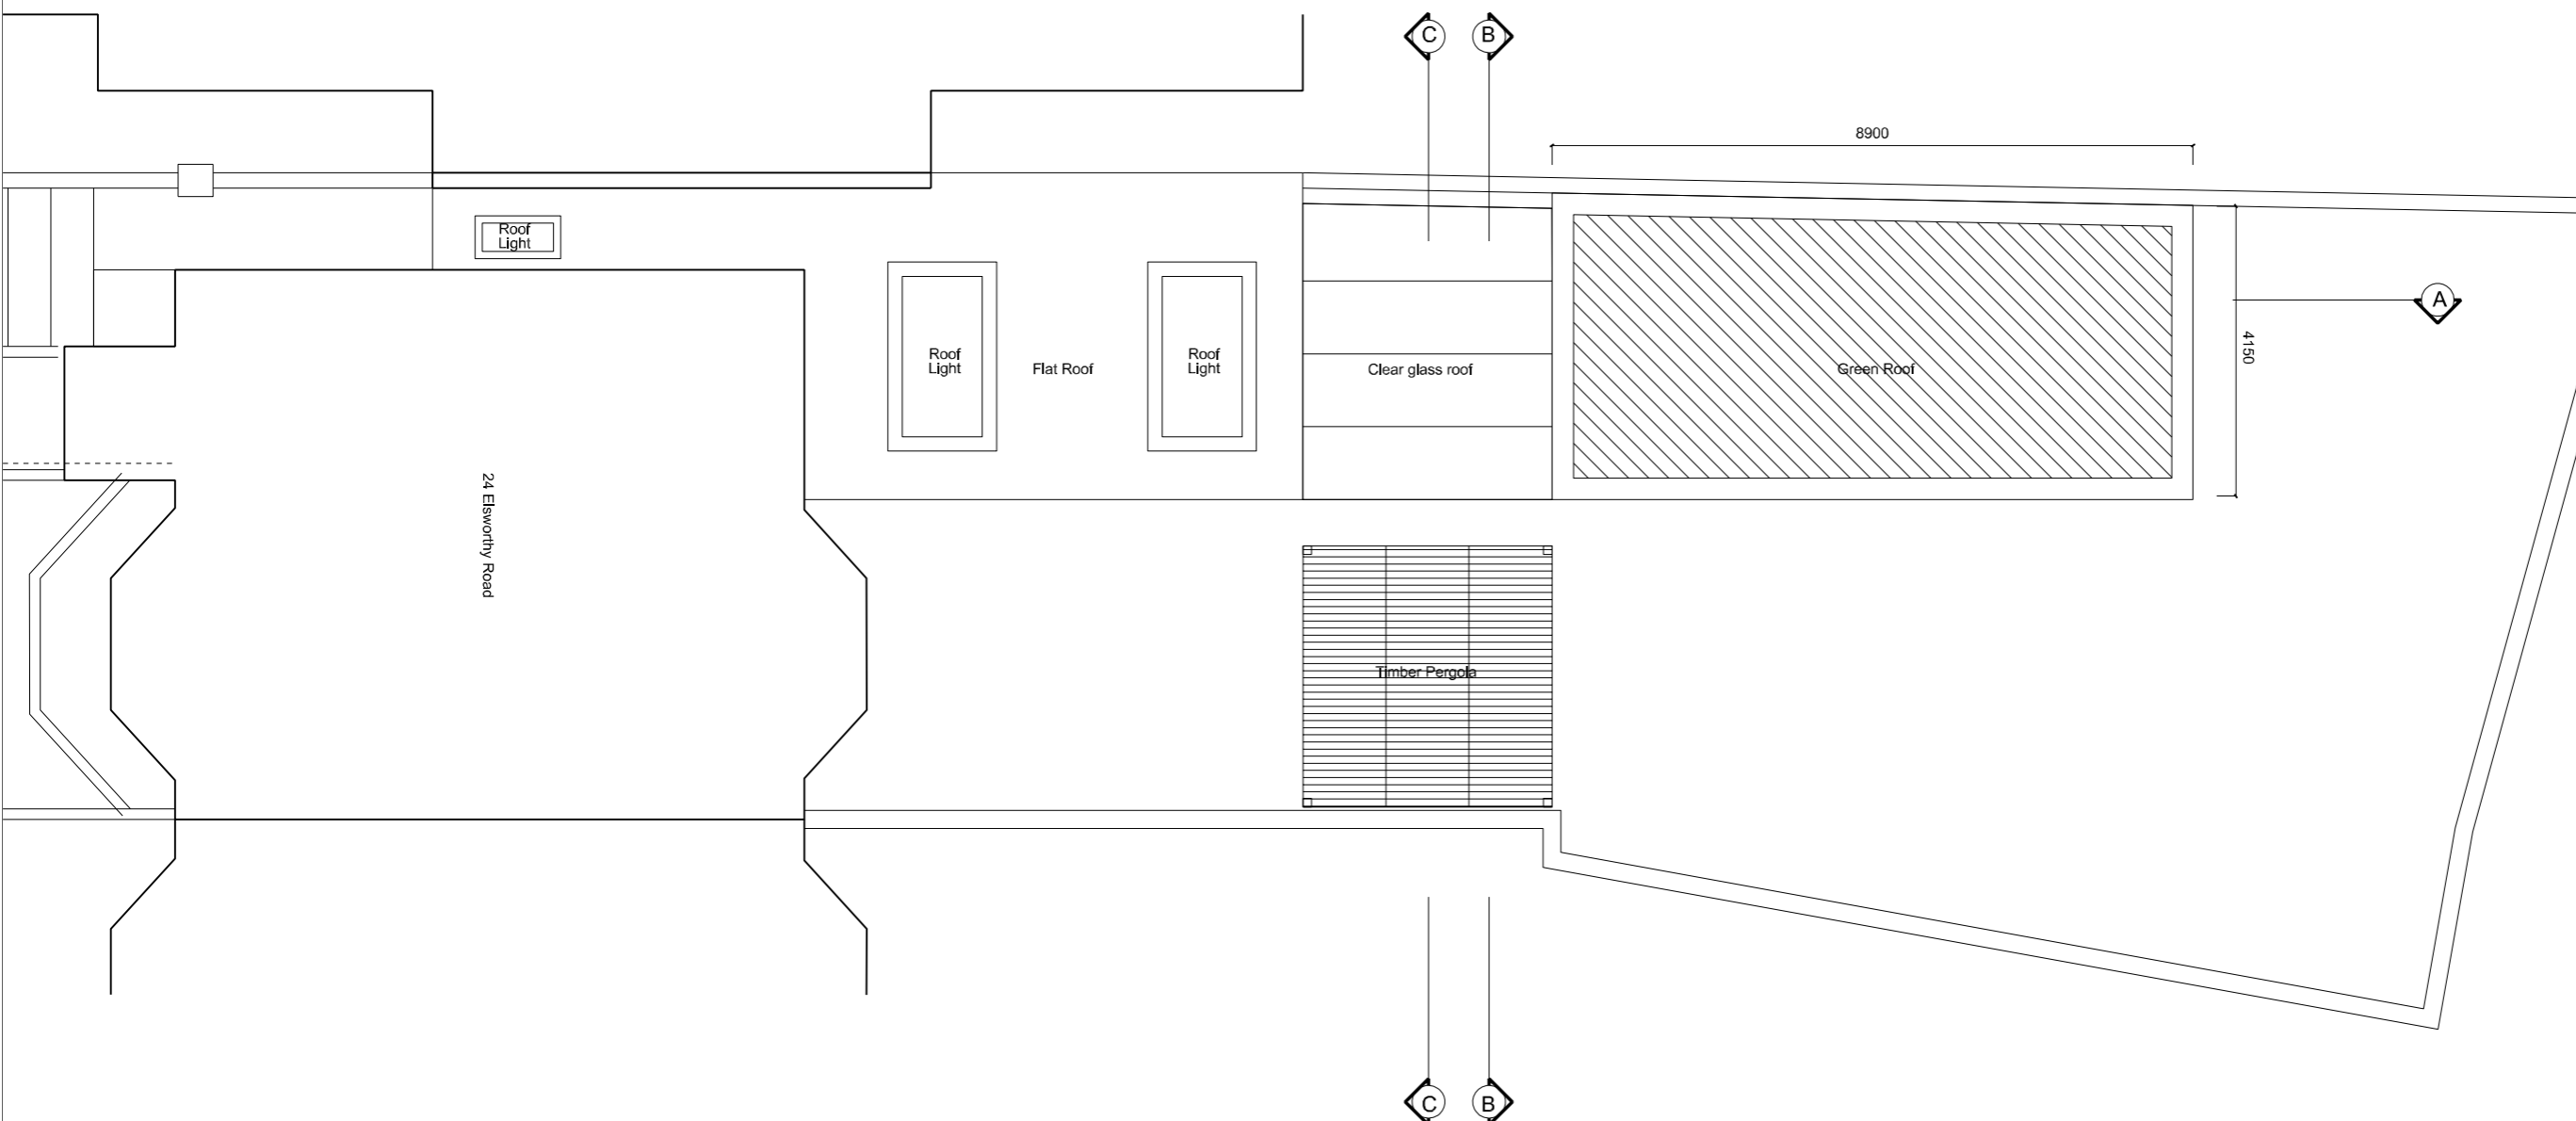 C
B
8900
Roof
Light
A
4150
Roof
Light
Flat Roof
Roof
Light
Clear glass roof
Green Roof
24 Elsworthy Road
Timber Pergola
C
B